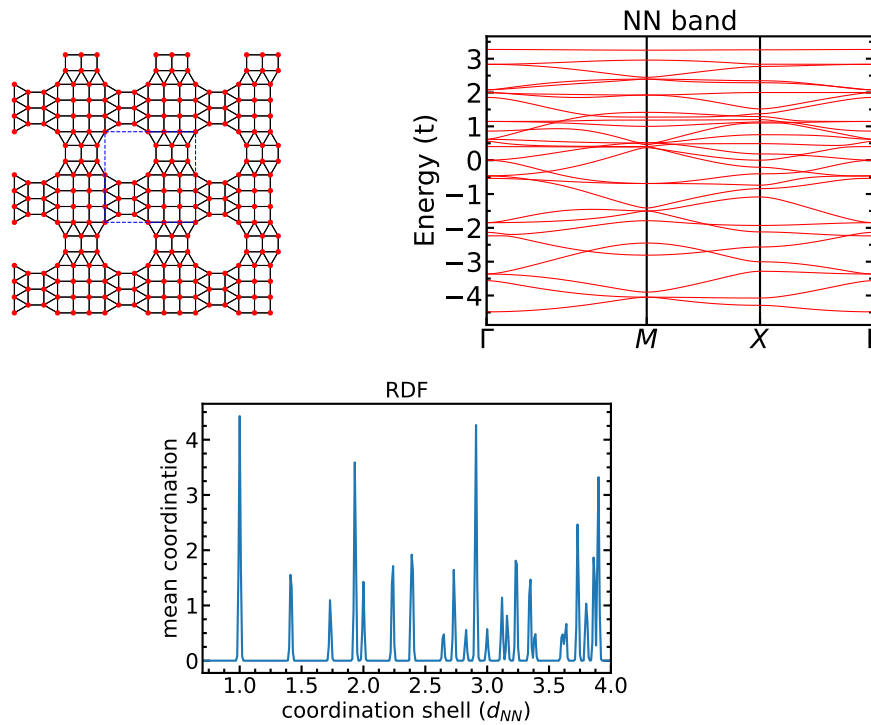 NN band
Energy (t)
3
2
1
0
−1
−2
−3
−4
Γ
M
X
RDF
mean coordination
4
3
2
1
0
1.0 1.5 2.0 2.5 3.0 3.5 4.0
coordination shell (d_NN)